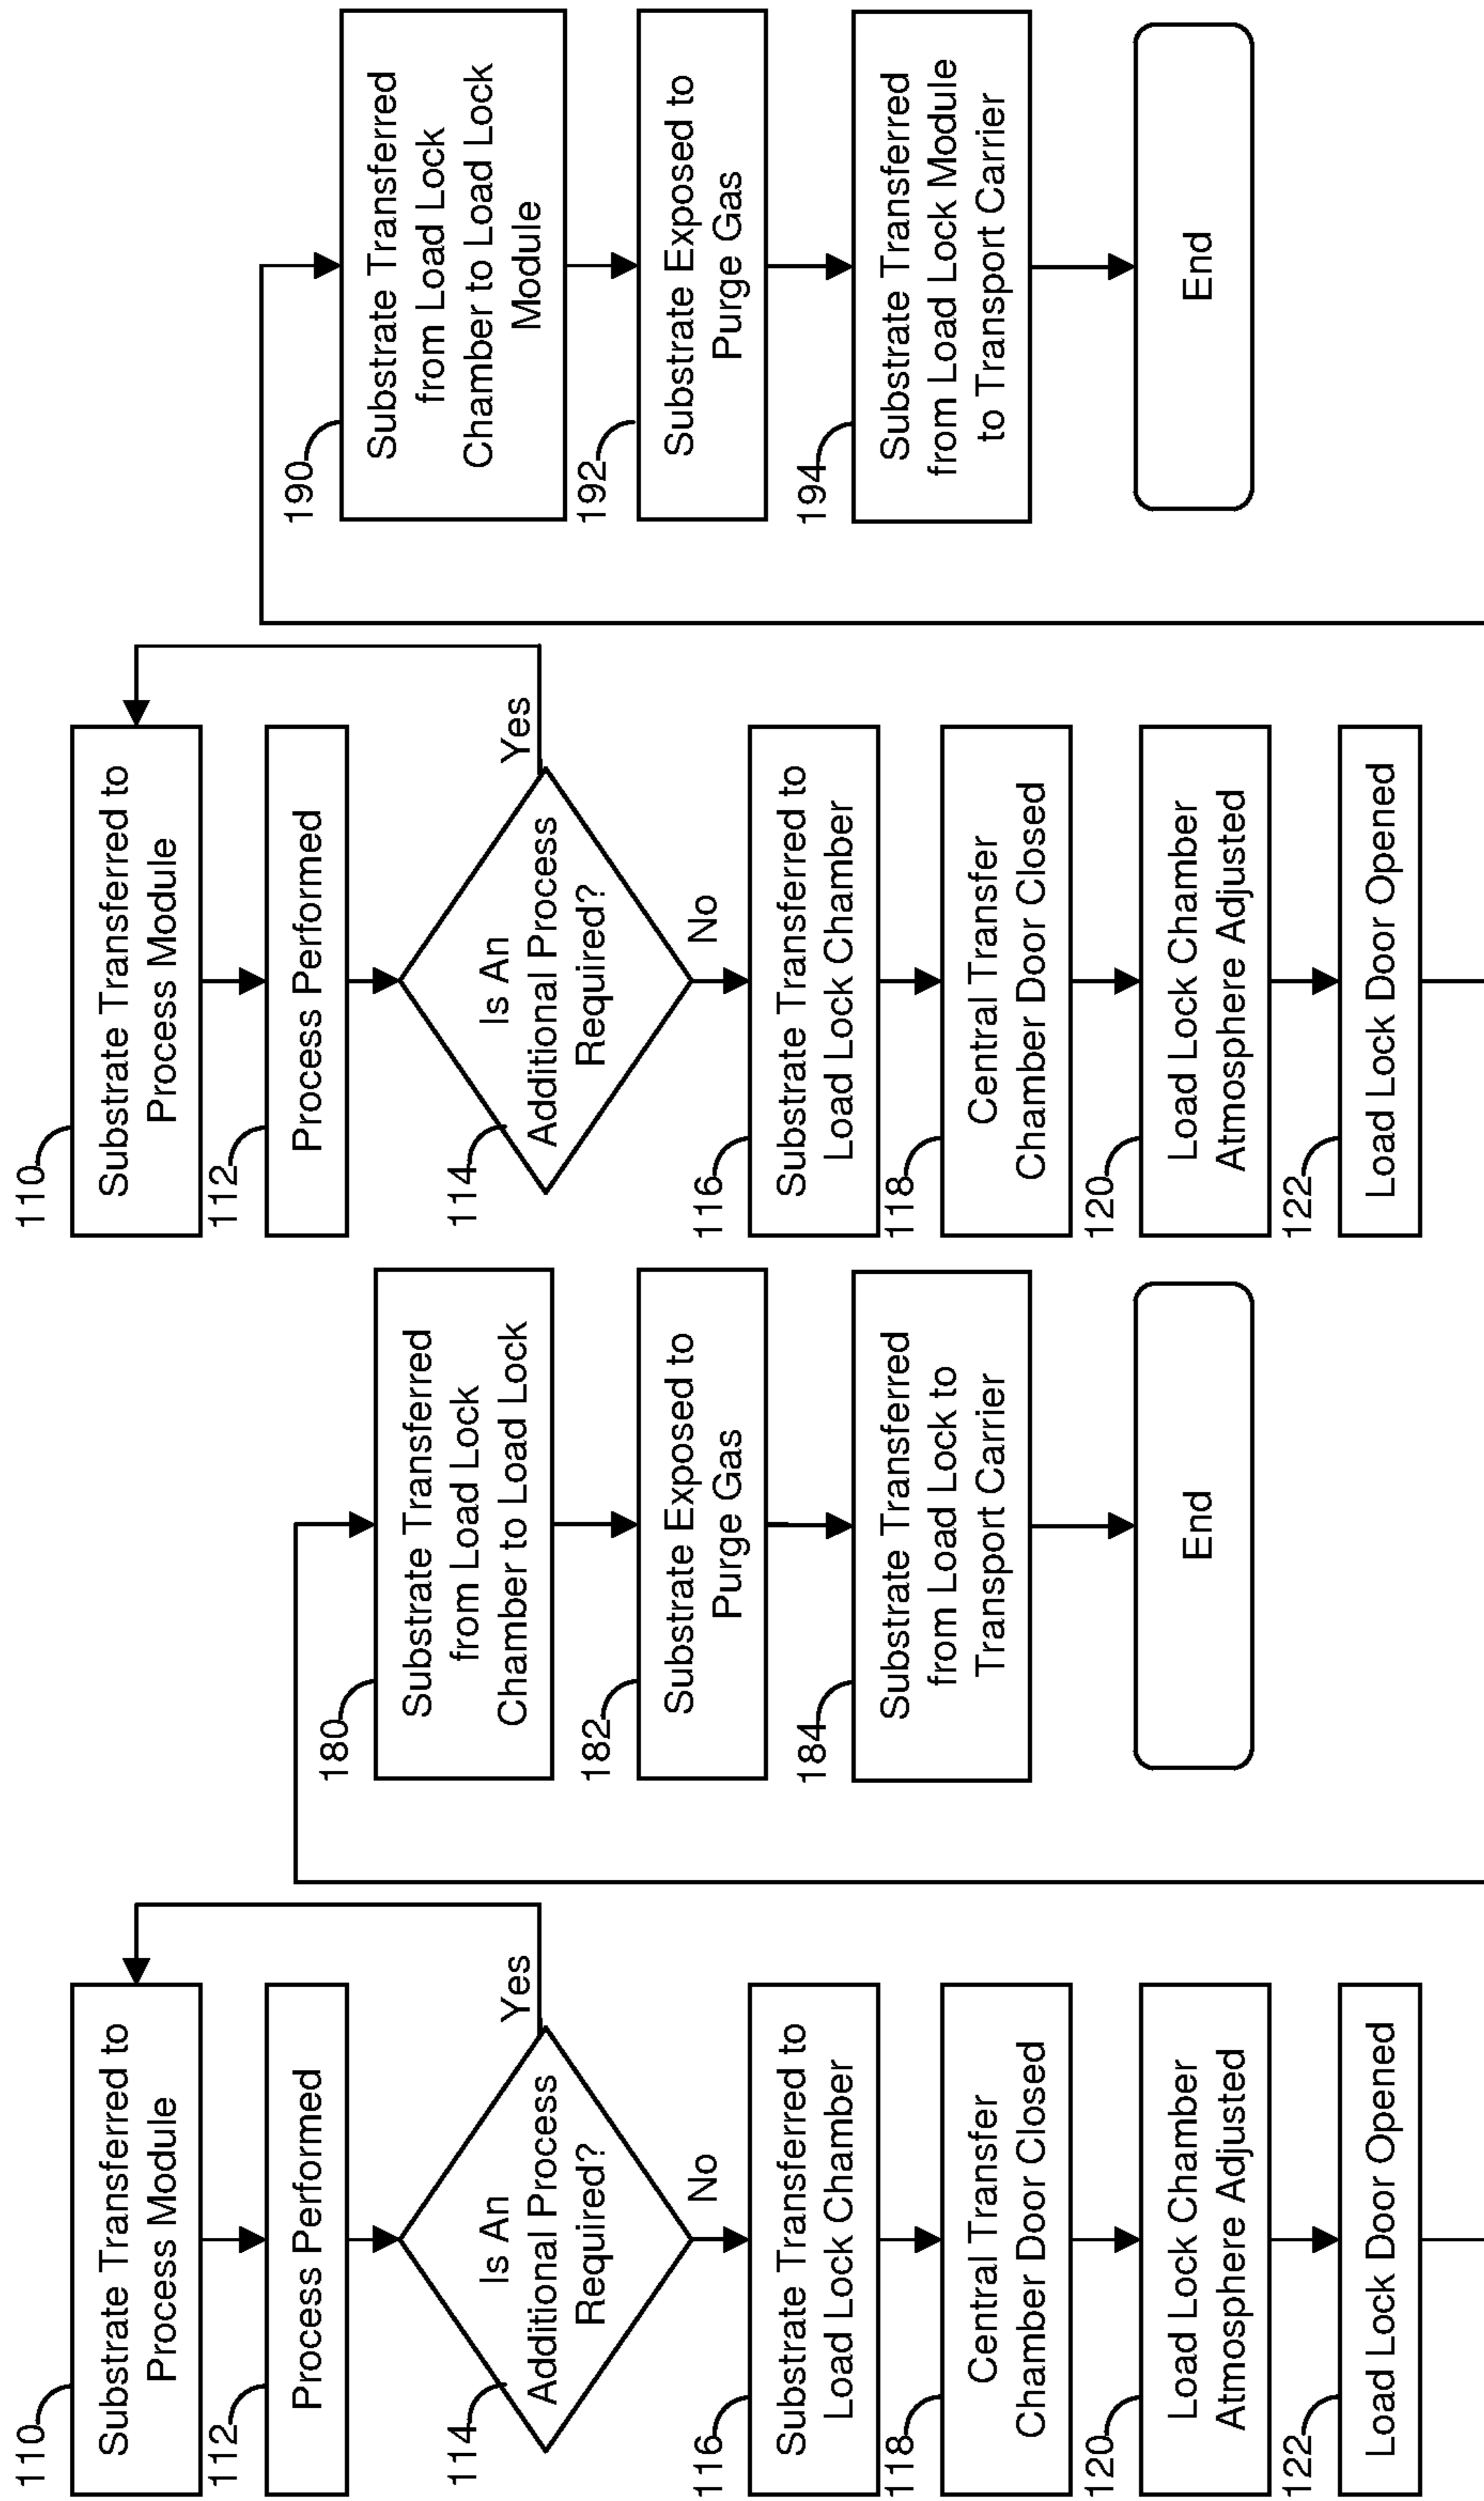 110
Substrate Transferred to
Process Module
112
Process Performed
114
Is An
Additional Process
Required?
Yes
No
116
Substrate Transferred to
Load Lock Chamber
118
Central Transfer
Chamber Door Closed
120
Load Lock Chamber
Atmosphere Adjusted
122
Load Lock Door Opened
180
Substrate Transferred
from Load Lock
Chamber to Load Lock
182
Substrate Exposed to
Purge Gas
184
Substrate Transferred
from Load Lock to
Transport Carrier
End
110
Substrate Transferred to
Process Module
112
Process Performed
114
Is An
Additional Process
Required?
Yes
No
116
Substrate Transferred to
Load Lock Chamber
118
Central Transfer
Chamber Door Closed
120
Load Lock Chamber
Atmosphere Adjusted
122
Load Lock Door Opened
190
Substrate Transferred
from Load Lock
Chamber to Load Lock
Module
192
Substrate Exposed to
Purge Gas
194
Substrate Transferred
from Load Lock Module
to Transport Carrier
End